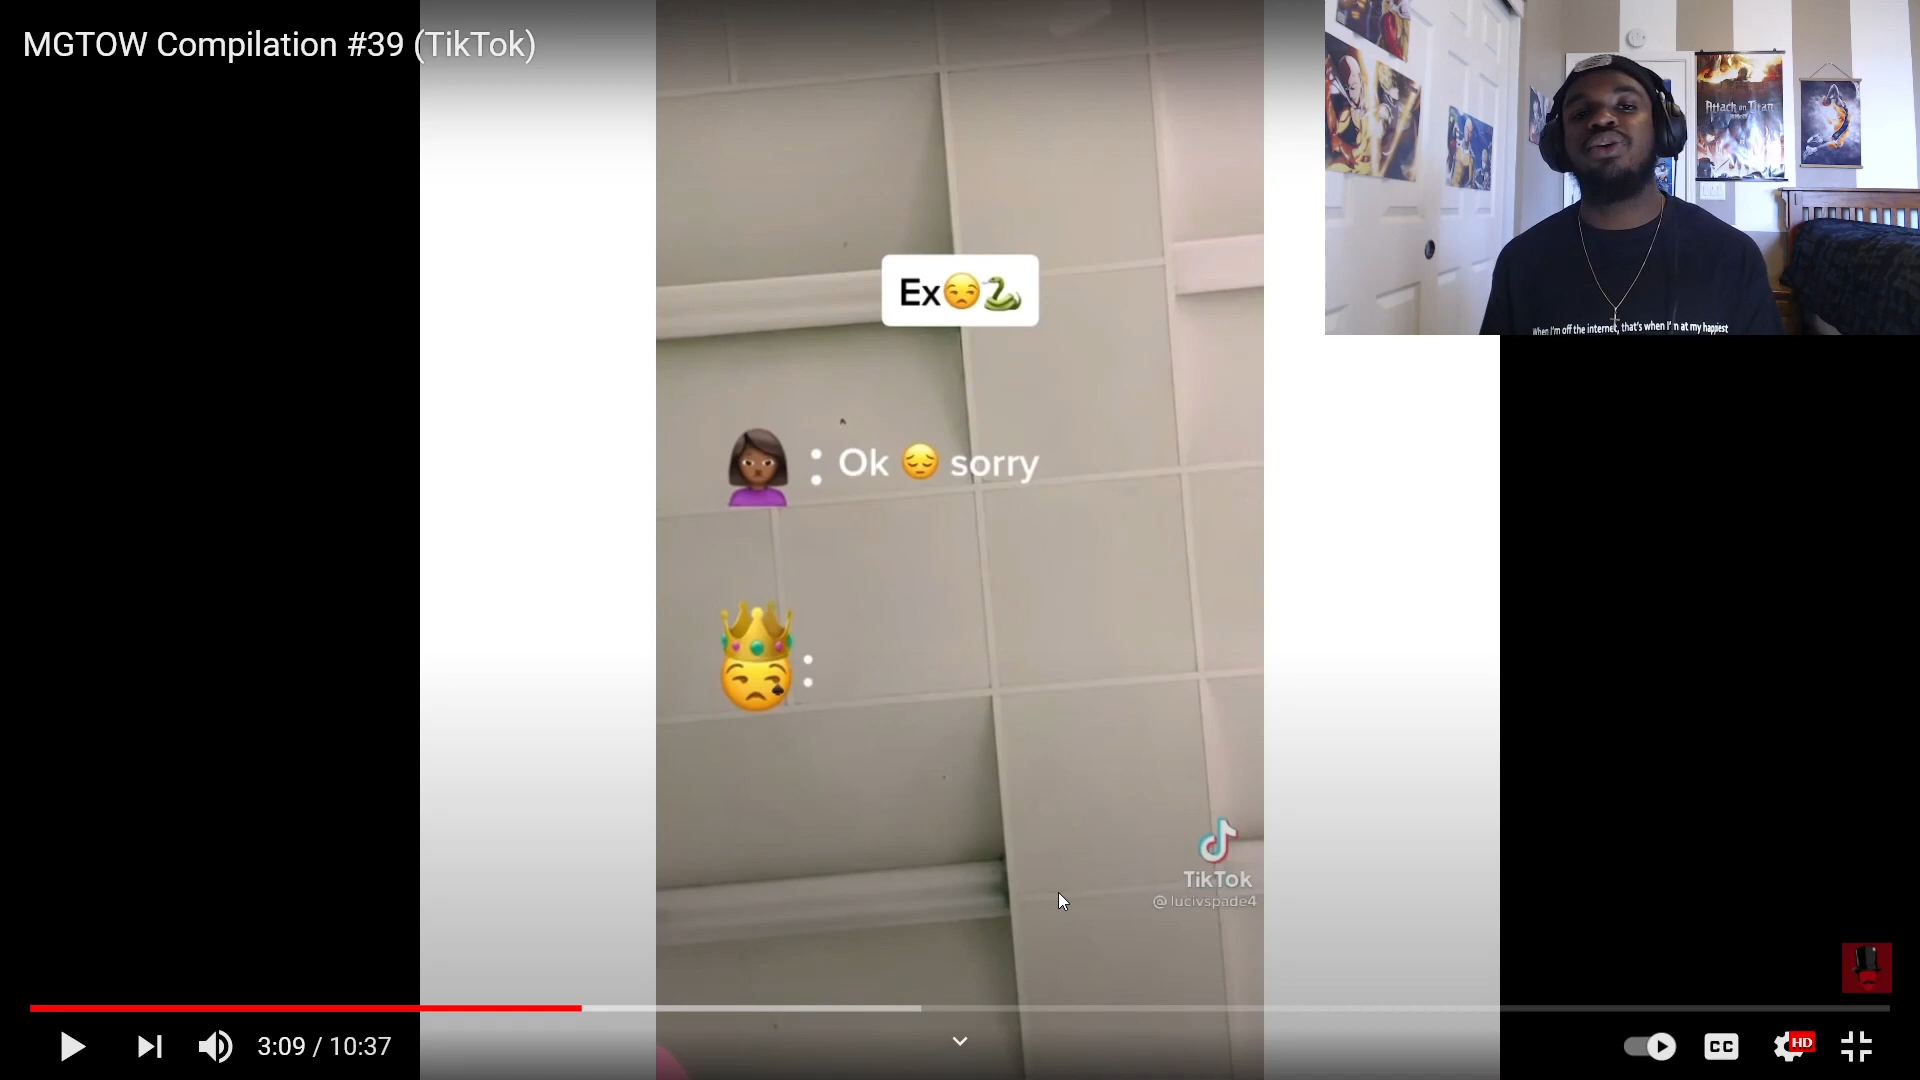 MGTOW Compilation #39 (TikTok)
Attack on Titan
Ex😒🐍
When I'm off the internet, that's when I'm at my happiest
: Ok 😔 sorry
:
TikTok
@lucivspade4
3:09 / 10:37
CC
HD